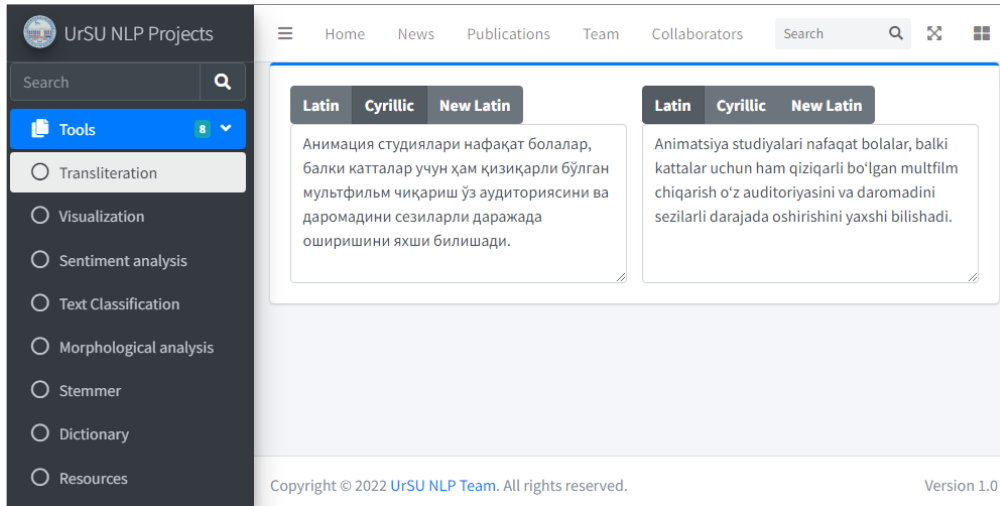 UrSU NLP Projects
Home News Publications Team Collaborators Search
Search
Tools 8
Transliteration
Visualization
Sentiment analysis
Text Classification
Morphological analysis
Stemmer
Dictionary
Resources
Latin Cyrillic New Latin
Анимация студиялари нафақат болалар,
балки катталар учун ҳам қизиқарли бўлган
мультфильм чиқариш ўз аудиториясини ва
даромадини сезиларли даражада
оширишини яхши билишади.
Latin Cyrillic New Latin
Animatsiya studiyalari nafaqat bolalar, balki
kattalar uchun ham qiziqarli bo‘lgan multfilm
chiqarish o‘z auditoriyasini va daromadini
sezilarli darajada oshirishini yaxshi bilishadi.
Copyright © 2022 UrSU NLP Team. All rights reserved. Version 1.0